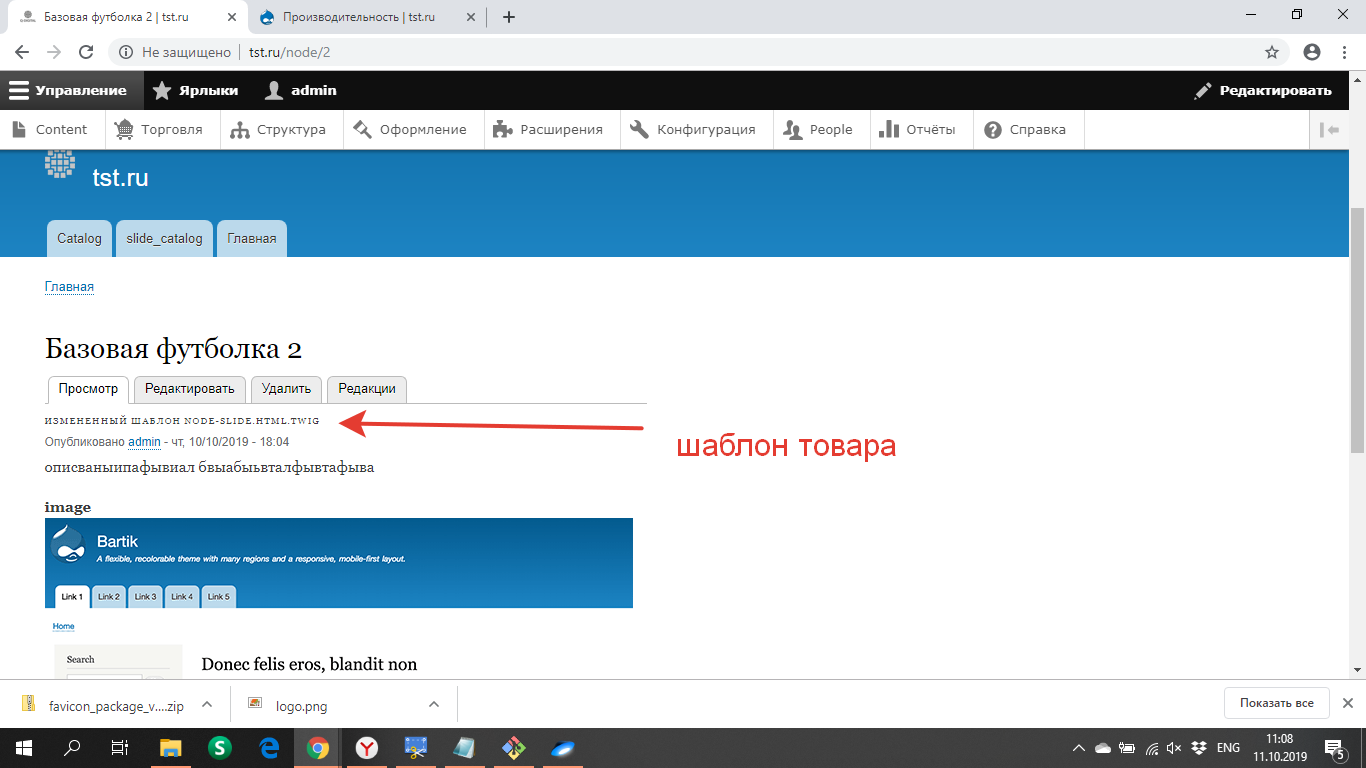 Базовая футболка 2 | tst.ru
Производительность | tst.ru
Не защищено | tst.ru/node/2
Управление Ярлыки admin Редактировать
Content Торговля Структура Оформление Расширения Конфигурация People Отчёты Справка
tst.ru
Catalog slide_catalog Главная
Главная
Базовая футболка 2
Просмотр Редактировать Удалить Редакции
ИЗМЕНЕННЫЙ ШАБЛОН NODE-SLIDE.HTML.TWIG
шаблон товара
Опубликовано admin - чт, 10/10/2019 - 18:04
описваныипафывиал бвыабыьвталфывтафыва
image
Bartik
A flexible, recolorable theme with many regions and a responsive, mobile-first layout.
Link 1 Link 2 Link 3 Link 4 Link 5
Home
Search
Donec felis eros, blandit non
favicon_package_v....zip logo.png Показать все
ENG 11:08
11.10.2019
5